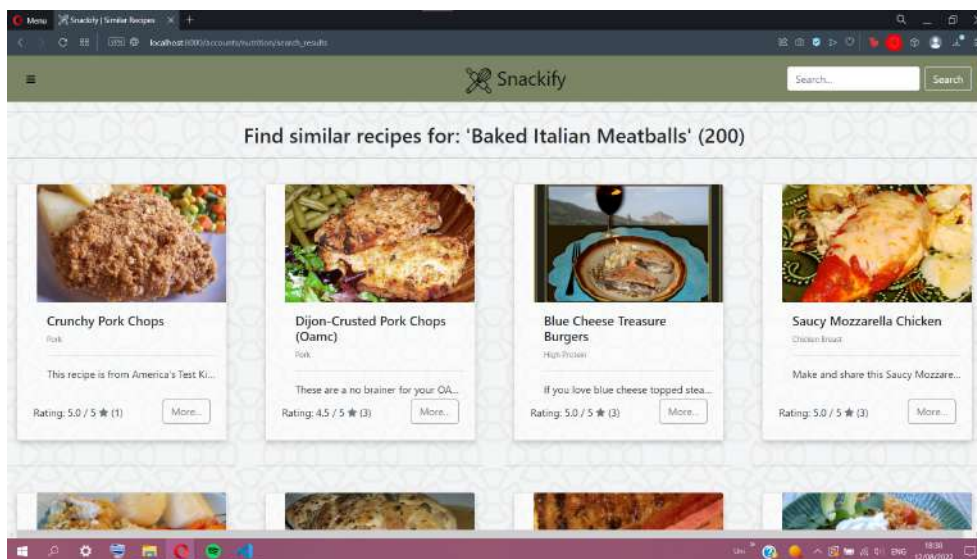 Menu
Snackify | Similar Recipes
localhost:8000/accounts/nutrition/search_results
Snackify
Search...
Search
Find similar recipes for: 'Baked Italian Meatballs' (200)
Crunchy Pork Chops
Pork
This recipe is from America's Test Ki...
Rating: 5.0 / 5 ★ (1)
More...
Dijon-Crusted Pork Chops
(Oamc)
Pork
These are a no brainer for your OA...
Rating: 4.5 / 5 ★ (3)
More...
Blue Cheese Treasure
Burgers
High Protein
If you love blue cheese topped stea...
Rating: 5.0 / 5 ★ (3)
More...
Saucy Mozzarella Chicken
Chicken Breast
Make and share this Saucy Mozzare...
Rating: 5.0 / 5 ★ (3)
More...
Uni
ENG
18:30
12/08/2022